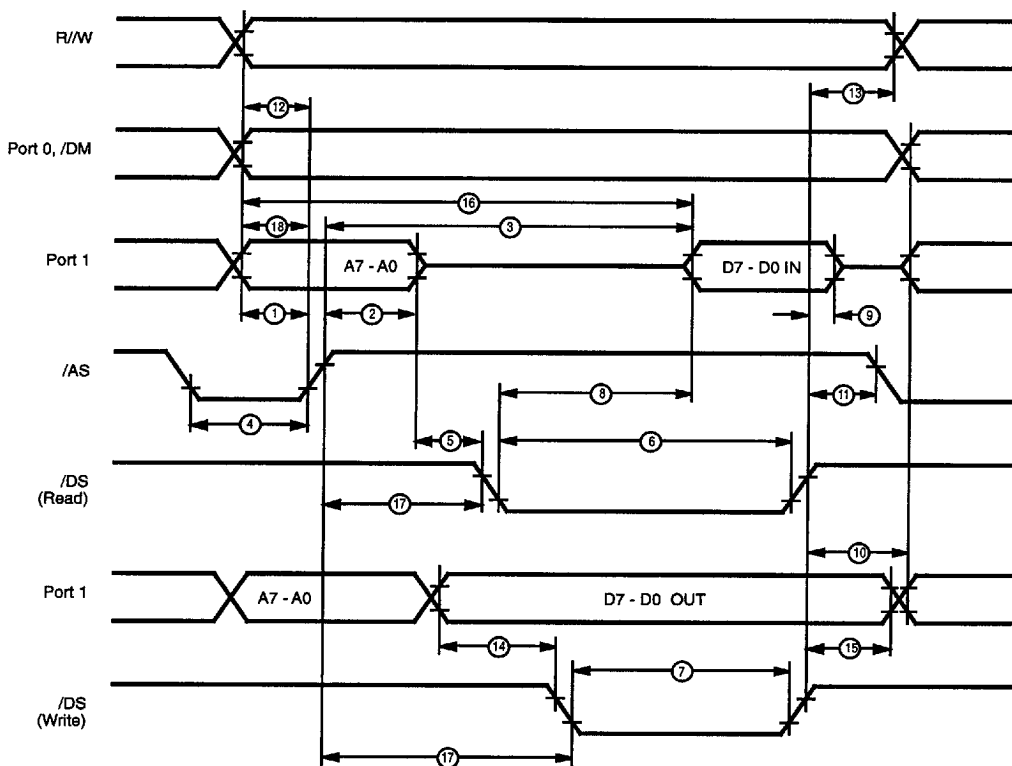 R//W
12
13
Port 0, /DM
16
18
3
Port 1
A7 - A0
D7 - D0 IN
1
2
9
/AS
8
11
4
5
6
/DS
(Read)
17
10
Port 1
A7 - A0
D7 - D0 OUT
14
15
7
/DS
(Write)
17